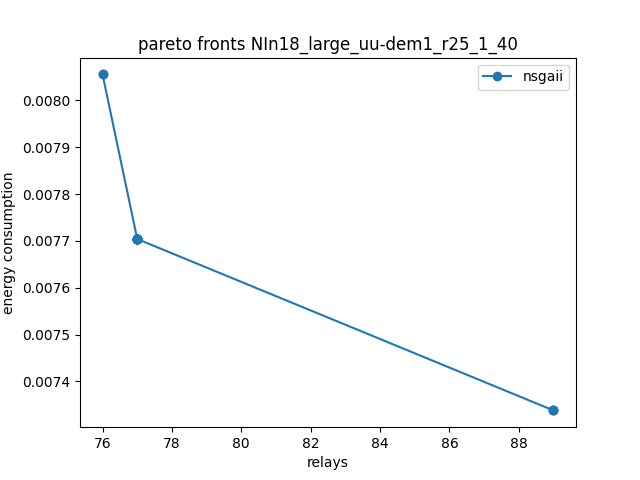 pareto fronts NIn18_large_uu-dem1_r25_1_40
nsgaii
0.0080
0.0079
0.0078
0.0077
0.0076
0.0075
0.0074
energy consumption
76 78 80 82 84 86 88
relays